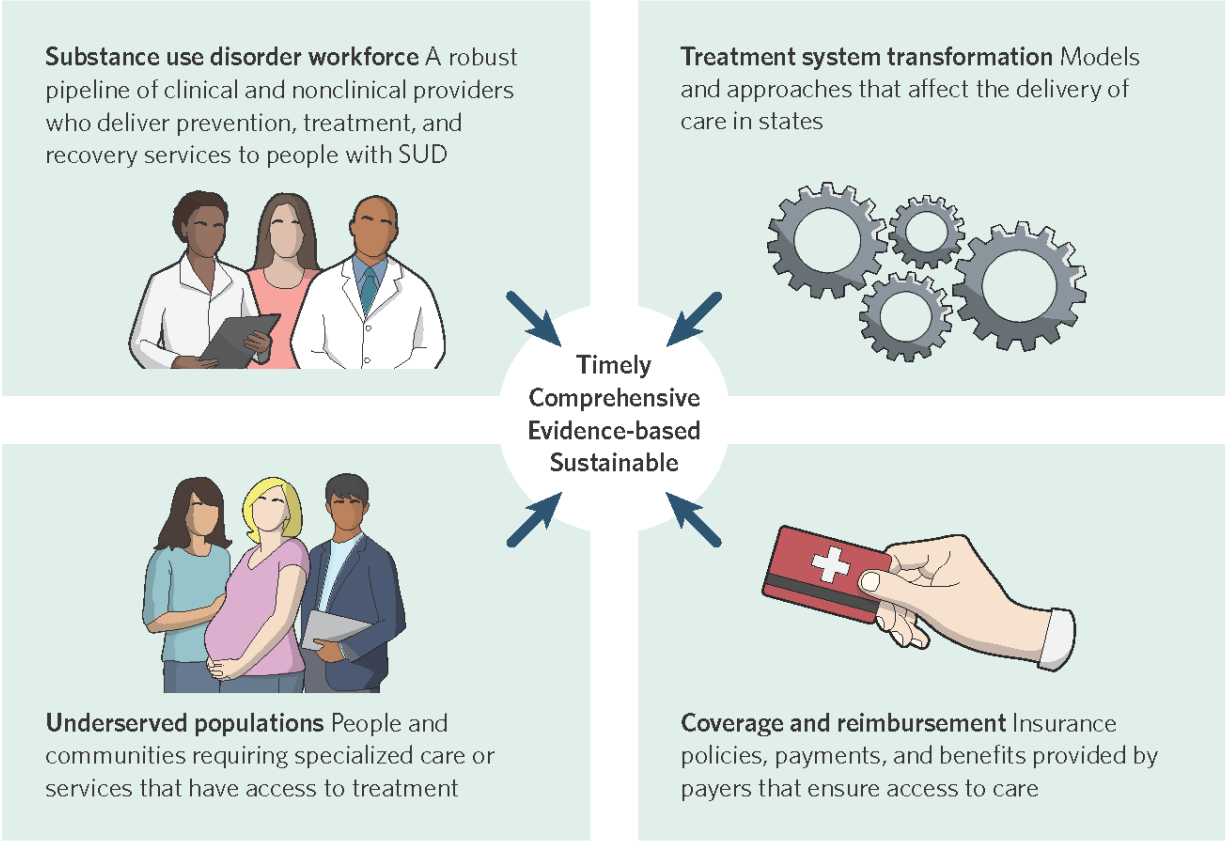 Substance use disorder workforce A robust
pipeline of clinical and nonclinical providers
who deliver prevention, treatment, and
recovery services to people with SUD
Treatment system transformation Models
and approaches that affect the delivery of
care in states
Timely
Comprehensive
Evidence-based
Sustainable
Underserved populations People and
communities requiring specialized care or
services that have access to treatment
Coverage and reimbursement Insurance
policies, payments, and benefits provided by
payers that ensure access to care